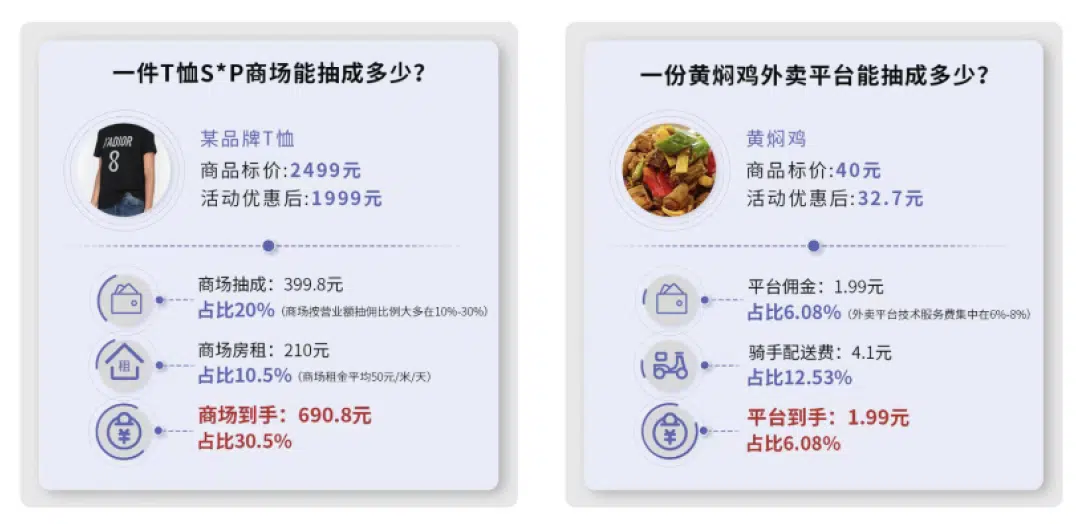 一件T恤S*P商场能抽成多少?
某品牌T恤
商品标价:2499元
活动优惠后:1999元
商场抽成：399.8元
占比20%（商场按营业额抽佣比例大多在10%-30%）
商场房租：210元
占比10.5%（商场租金平均50元/米/天）
租
商场到手：690.8元
占比30.5%
¥
J'ADIOR
8
一份黄焖鸡外卖平台能抽成多少?
黄焖鸡
商品标价:40元
活动优惠后:32.7元
平台佣金：1.99元
占比6.08%（外卖平台技术服务费集中在6%-8%）
骑手配送费：4.1元
占比12.53%
平台到手：1.99元
占比6.08%
¥